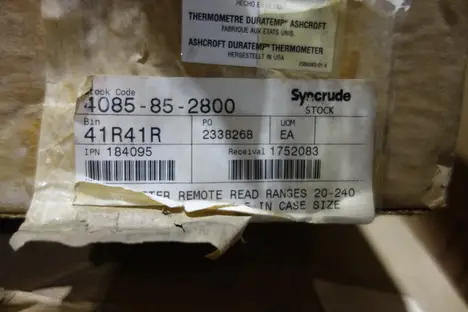 HECHO EN
THERMOMETRE DURATEMP ASHCROFT
FABRIQUE AUX ETATS UNIS
ASHCROFT DURATEMP THERMOMETER
HERGESTELLT IN USA
Stock Code
4085-85-2800
Syncrude
STOCK
Bin
41R41R
PO
2338268
UOM
EA
IPN 184095
Receival 1752083
REMOTE READ RANGES 20-240
IN CASE SIZE